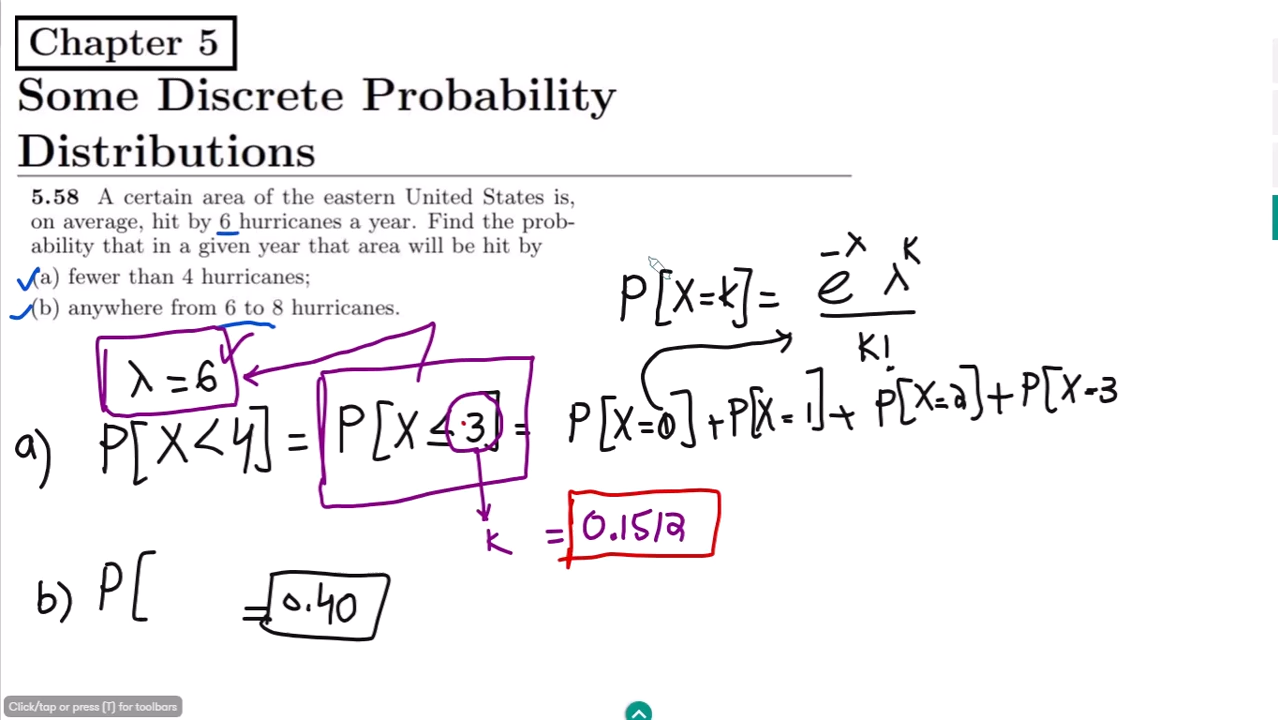 Chapter 5
Some Discrete Probability
Distributions
5.58 A certain area of the eastern United States is,
on average, hit by 6 hurricanes a year. Find the prob-
ability that in a given year that area will be hit by
(a) fewer than 4 hurricanes;
(b) anywhere from 6 to 8 hurricanes.
P[X=k] = e^-λ λ^K / K!
λ = 6
a) P[X<4] = P[X≤3] = P[X=0] + P[X=1] + P[X=2] + P[X=3
K
= 0.1512
b) P[ = 0.40
Click/tap or press (T) for toolbars